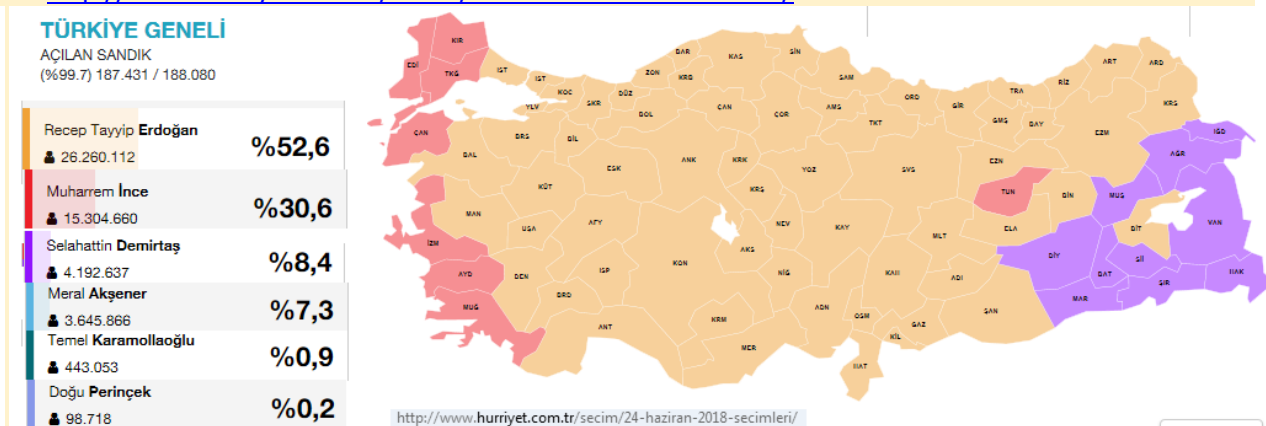 TÜRKİYE GENELİ
AÇILAN SANDIK
(%99.7) 187.431 / 188.080
Recep Tayyip Erdoğan
26.260.112
%52,6
Muharrem İnce
15.304.660
%30,6
Selahattin Demirtaş
4.192.637
%8,4
Meral Akşener
3.645.866
%7,3
Temel Karamollaoğlu
443.053
%0,9
Doğu Perinçek
98.718
%0,2
KIR
EDİ
TKG
IST
IST
KOC
YLV
SKR
DÜZ
ZON
BAR
KRB
KAS
SİN
SAM
ORD
GİR
TRA
RİZ
ART
ARD
KRS
IGD
AĞR
ÇAN
BAL
BRS
BİL
BOL
ÇAN
ÇOR
AMS
TKT
GMŞ
BAY
EZM
ESK
ANK
KRK
YOZ
SVS
EZN
TUN
BİN
MUŞ
KÜT
KRŞ
MAN
UŞA
AFY
NEV
KAY
MLT
ELA
BİT
VAN
İZM
AYD
DEN
ISP
KON
AKS
NİĞ
KAH
ADI
DİY
BAT
Sİİ
ŞIR
HAK
MUĞ
BRD
ANT
KRM
MER
ADN
OSM
GAZ
KİL
ŞAN
MAR
HAT
http://www.hurriyet.com.tr/secim/24-haziran-2018-secimleri/